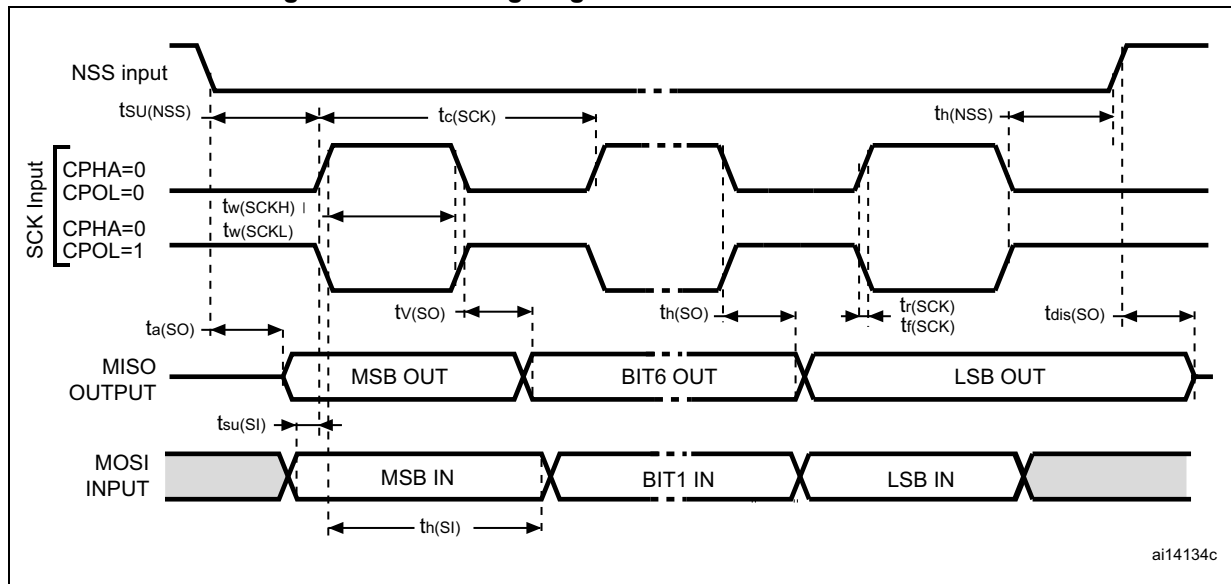 NSS input
tSU(NSS)
tc(SCK)
th(NSS)
SCK Input
CPHA=0
CPOL=0
tw(SCKH)
CPHA=0
CPOL=1
tw(SCKL)
ta(SO)
tV(SO)
th(SO)
tr(SCK)
tf(SCK)
tdis(SO)
MISO
OUTPUT
MSB OUT
BIT6 OUT
LSB OUT
tsu(SI)
MOSI
INPUT
MSB IN
BIT1 IN
LSB IN
th(SI)
ai14134c